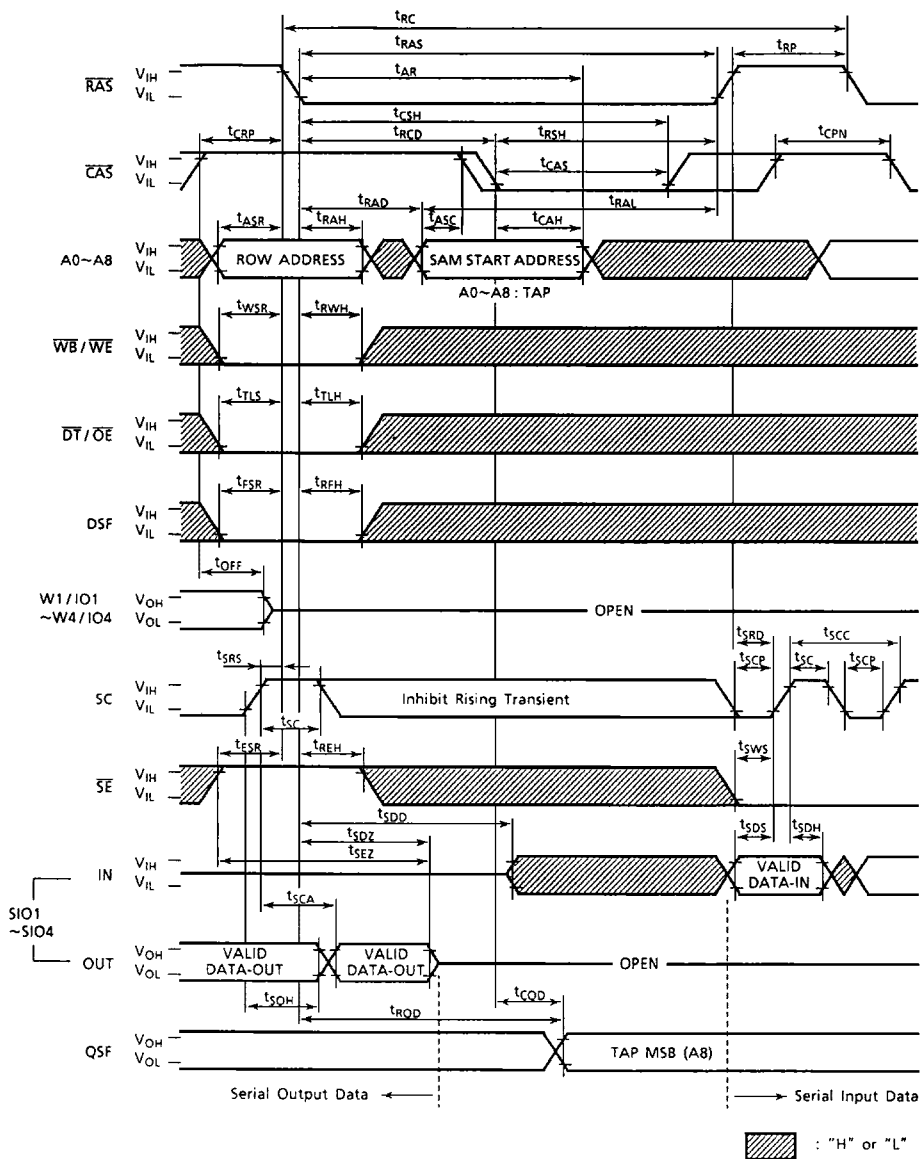 tRC
tRAS
tRP
tAR
RAS VIH
VIL
tCSH
tCRP tRCD tRSH tCPN
CAS VIH
VIL
tCAS
tRAD tRAL
tASR tRAH tASC tCAH
A0~A8 VIH
VIL
ROW ADDRESS SAM START ADDRESS
A0~A8 : TAP
tWSR tRWH
WB/WE VIH
VIL
tTLS tTLH
DT/OE VIH
VIL
tFSR tRFH
DSF VIH
VIL
tOFF
W1/IO1 VOH
~W4/IO4 VOL
OPEN
tSRD tSCC
tSRS tSCP tSC tSCP
SC VIH
VIL
Inhibit Rising Transient
tSC
tESR tREH tSWS
SE VIH
VIL
tSDD
tSDZ tSDS tSDH
tSEZ
IN VIH
VIL
VALID
DATA-IN
SIO1
~SIO4
tSCA
OUT VOH
VOL
VALID
DATA-OUT
VALID
DATA-OUT
OPEN
tSOH tCQD
tRQD
QSF VOH
VOL
TAP MSB (A8)
Serial Output Data Serial Input Data
: "H" or "L"